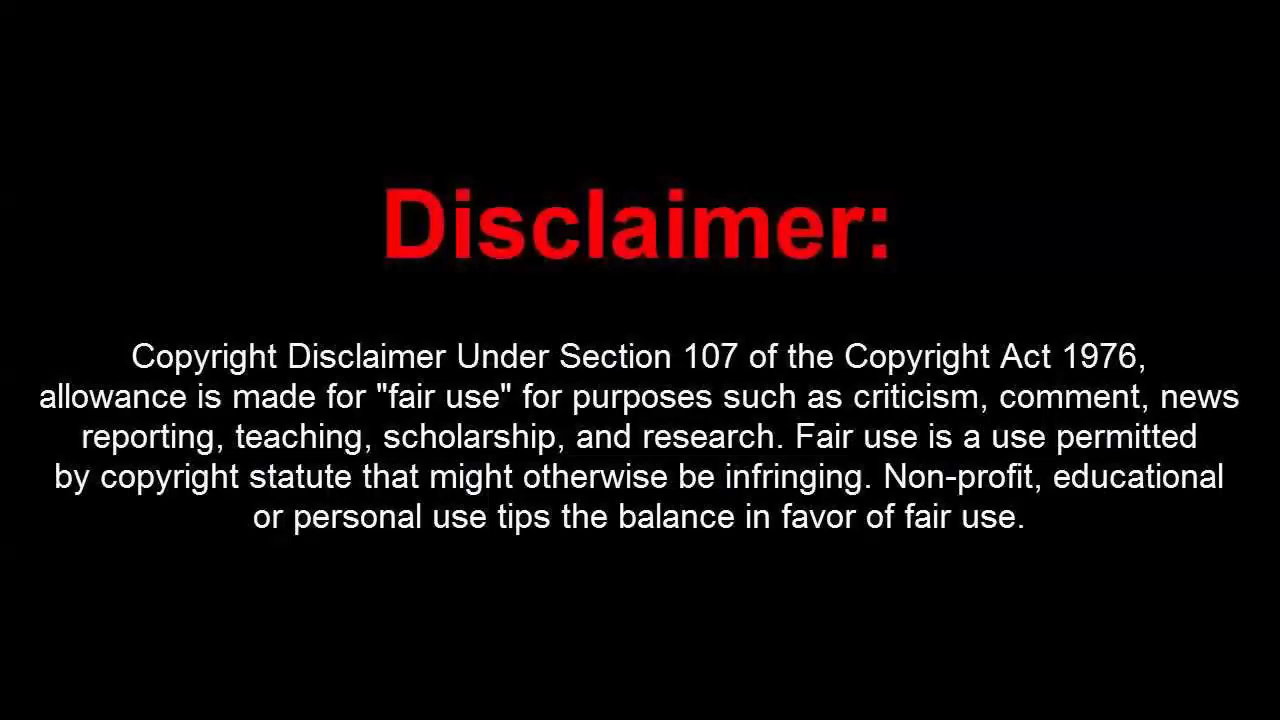 Disclaimer:
Copyright Disclaimer Under Section 107 of the Copyright Act 1976,
allowance is made for "fair use" for purposes such as criticism, comment, news
reporting, teaching, scholarship, and research. Fair use is a use permitted
by copyright statute that might otherwise be infringing. Non-profit, educational
or personal use tips the balance in favor of fair use.